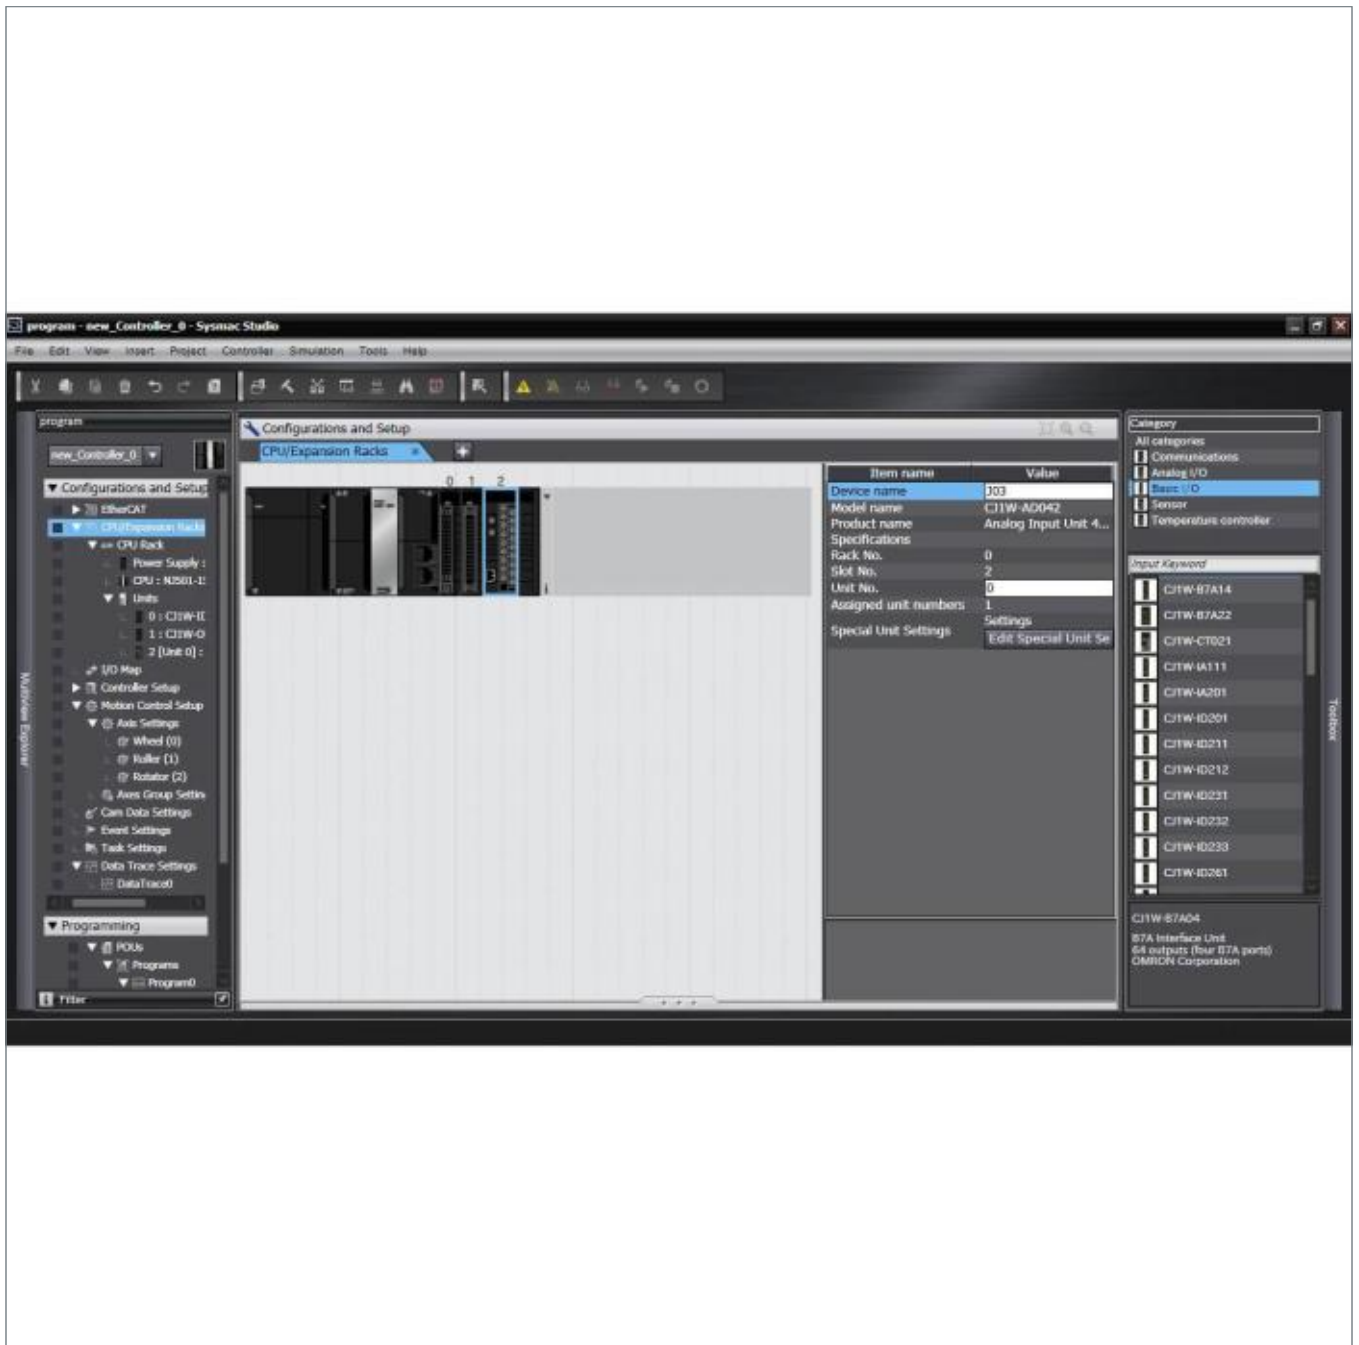 program - new_Controller_0 - Sysmac Studio
File Edit View Insert Project Controller Simulation Tools Help
program
new_Controller_0
Configurations and Setup
EtherCAT
CPU/Expansion Racks
CPU Rack
Power Supply :
CPU : NJ501-1
Units
0 : CJ1W-I
1 : CJ1W-O
2 [Unit 0] :
I/O Map
Controller Setup
Motion Control Setup
Axis Settings
Wheel (0)
Roller (1)
Rotator (2)
Axes Group Settin
Cam Data Settings
Event Settings
Task Settings
Data Trace Settings
DataTrace0
Programming
POUs
Programs
Program0
Filter
Multiview Explorer
Configurations and Setup
CPU/Expansion Racks
0 1 2
Item name Value
Device name J03
Model name CJ1W-AD042
Product name Analog Input Unit 4...
Specifications
Rack No. 0
Slot No. 2
Unit No. 0
Assigned unit numbers 1
Special Unit Settings Settings
Edit Special Unit Se
Category
All categories
Communications
Analog I/O
Basic I/O
Sensor
Temperature controller
Input Keyword
CJ1W-B7A14
CJ1W-B7A22
CJ1W-CT021
CJ1W-IA111
CJ1W-IA201
CJ1W-ID201
CJ1W-ID211
CJ1W-ID212
CJ1W-ID231
CJ1W-ID232
CJ1W-ID233
CJ1W-ID261
CJ1W-B7A04
B7A Interface Unit
64 outputs (four B7A ports)
OMRON Corporation
Toolbox